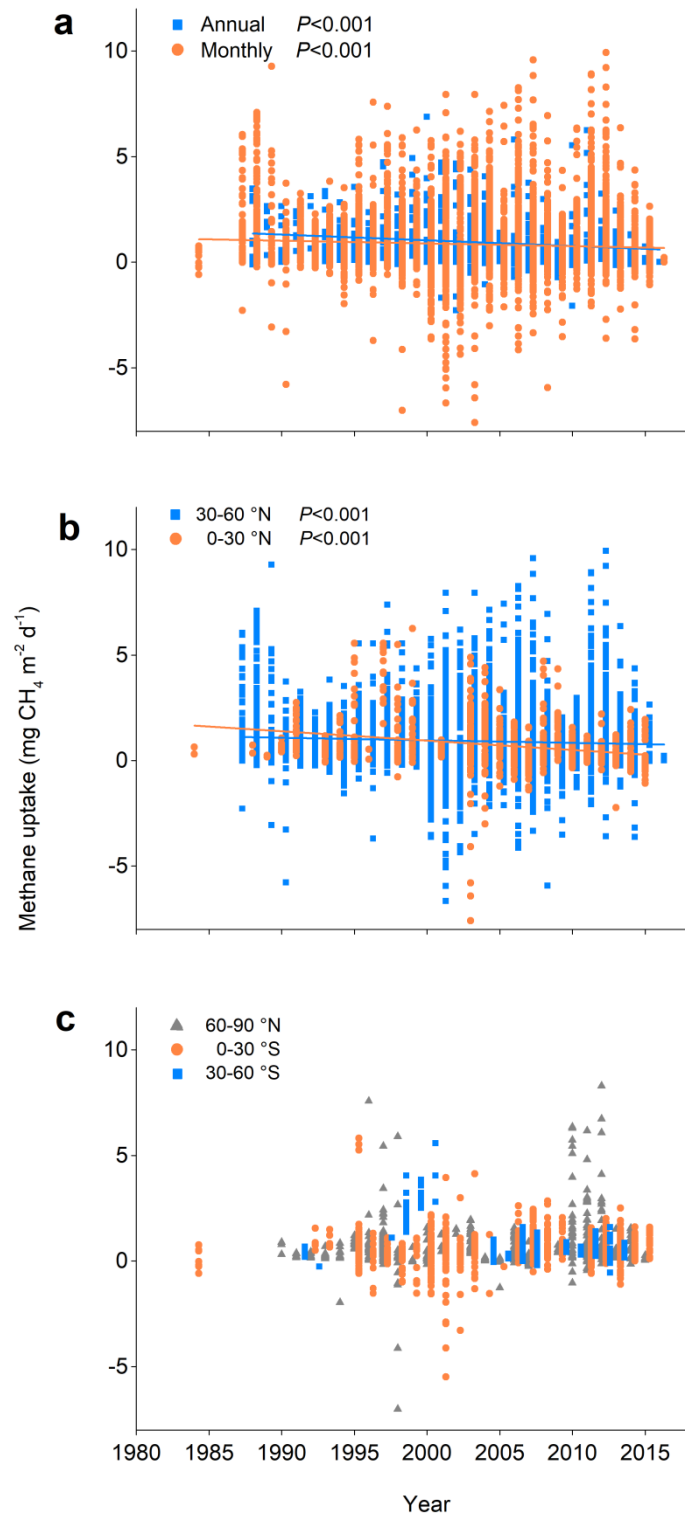 a
Annual P<0.001
Monthly P<0.001
10
5
0
-5
b
30-60 °N P<0.001
0-30 °N P<0.001
10
5
0
-5
Methane uptake (mg CH₄ m⁻² d⁻¹)
c
60-90 °N
0-30 °S
30-60 °S
10
5
0
-5
1980 1985 1990 1995 2000 2005 2010 2015
Year